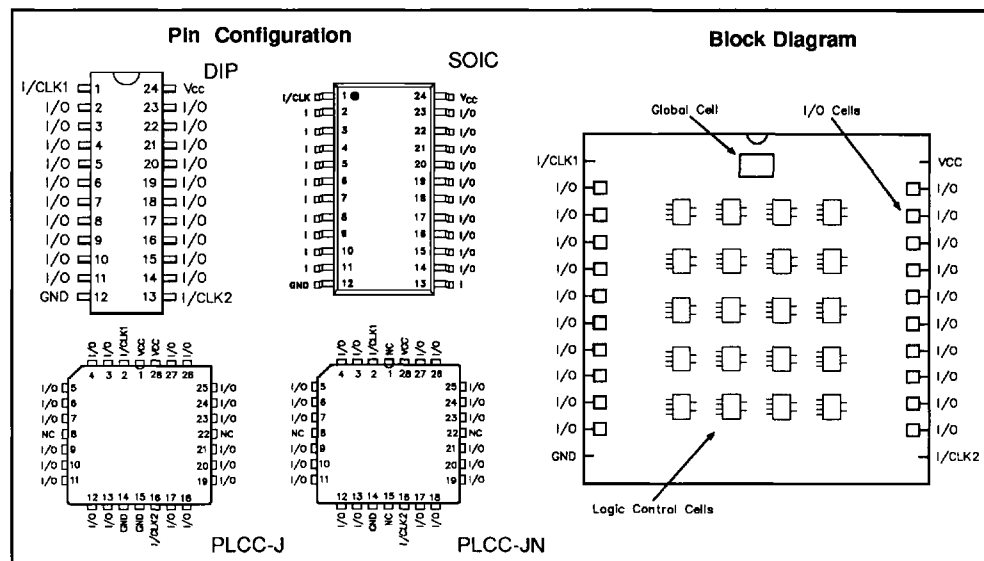 Pin Configuration
DIP
I/CLK1 1 24 Vcc
I/O 2 23 I/O
I/O 3 22 I/O
I/O 4 21 I/O
I/O 5 20 I/O
I/O 6 19 I/O
I/O 7 18 I/O
I/O 8 17 I/O
I/O 9 16 I/O
I/O 10 15 I/O
I/O 11 14 I/O
GND 12 13 I/CLK2
SOIC
I/CLK 1 24 VCC
I 2 23 I/O
I 3 22 I/O
I 4 21 I/O
I 5 20 I/O
I 6 19 I/O
I 7 18 I/O
I 8 17 I/O
I 9 16 I/O
I 10 15 I/O
I 11 14 I/O
GND 12 13 I
I/O I/O I/CLK1 VCC VCC I/O I/O
4 3 2 1 28 27 26
I/O 5 25 I/O
I/O 6 24 I/O
I/O 7 23 I/O
NC 8 22 NC
I/O 9 21 I/O
I/O 10 20 I/O
I/O 11 19 I/O
12 13 14 15 16 17 18
I/O I/O GND GND I/CLK2 I/O I/O
PLCC-J
I/O I/O I/CLK1 NC VCC I/O I/O
4 3 2 1 28 27 26
I/O 5 25 I/O
I/O 6 24 I/O
I/O 7 23 I/O
NC 8 22 NC
I/O 9 21 I/O
I/O 10 20 I/O
I/O 11 19 I/O
12 13 14 15 16 17 18
I/O I/O GND NC I/CLK2 I/O I/O
PLCC-JN
Block Diagram
Global Cell
I/O Cells
I/CLK1 VCC
I/O I/O
I/O I/O
I/O I/O
I/O I/O
I/O I/O
I/O I/O
I/O I/O
I/O I/O
I/O I/O
I/O I/O
GND I/CLK2
Logic Control Cells